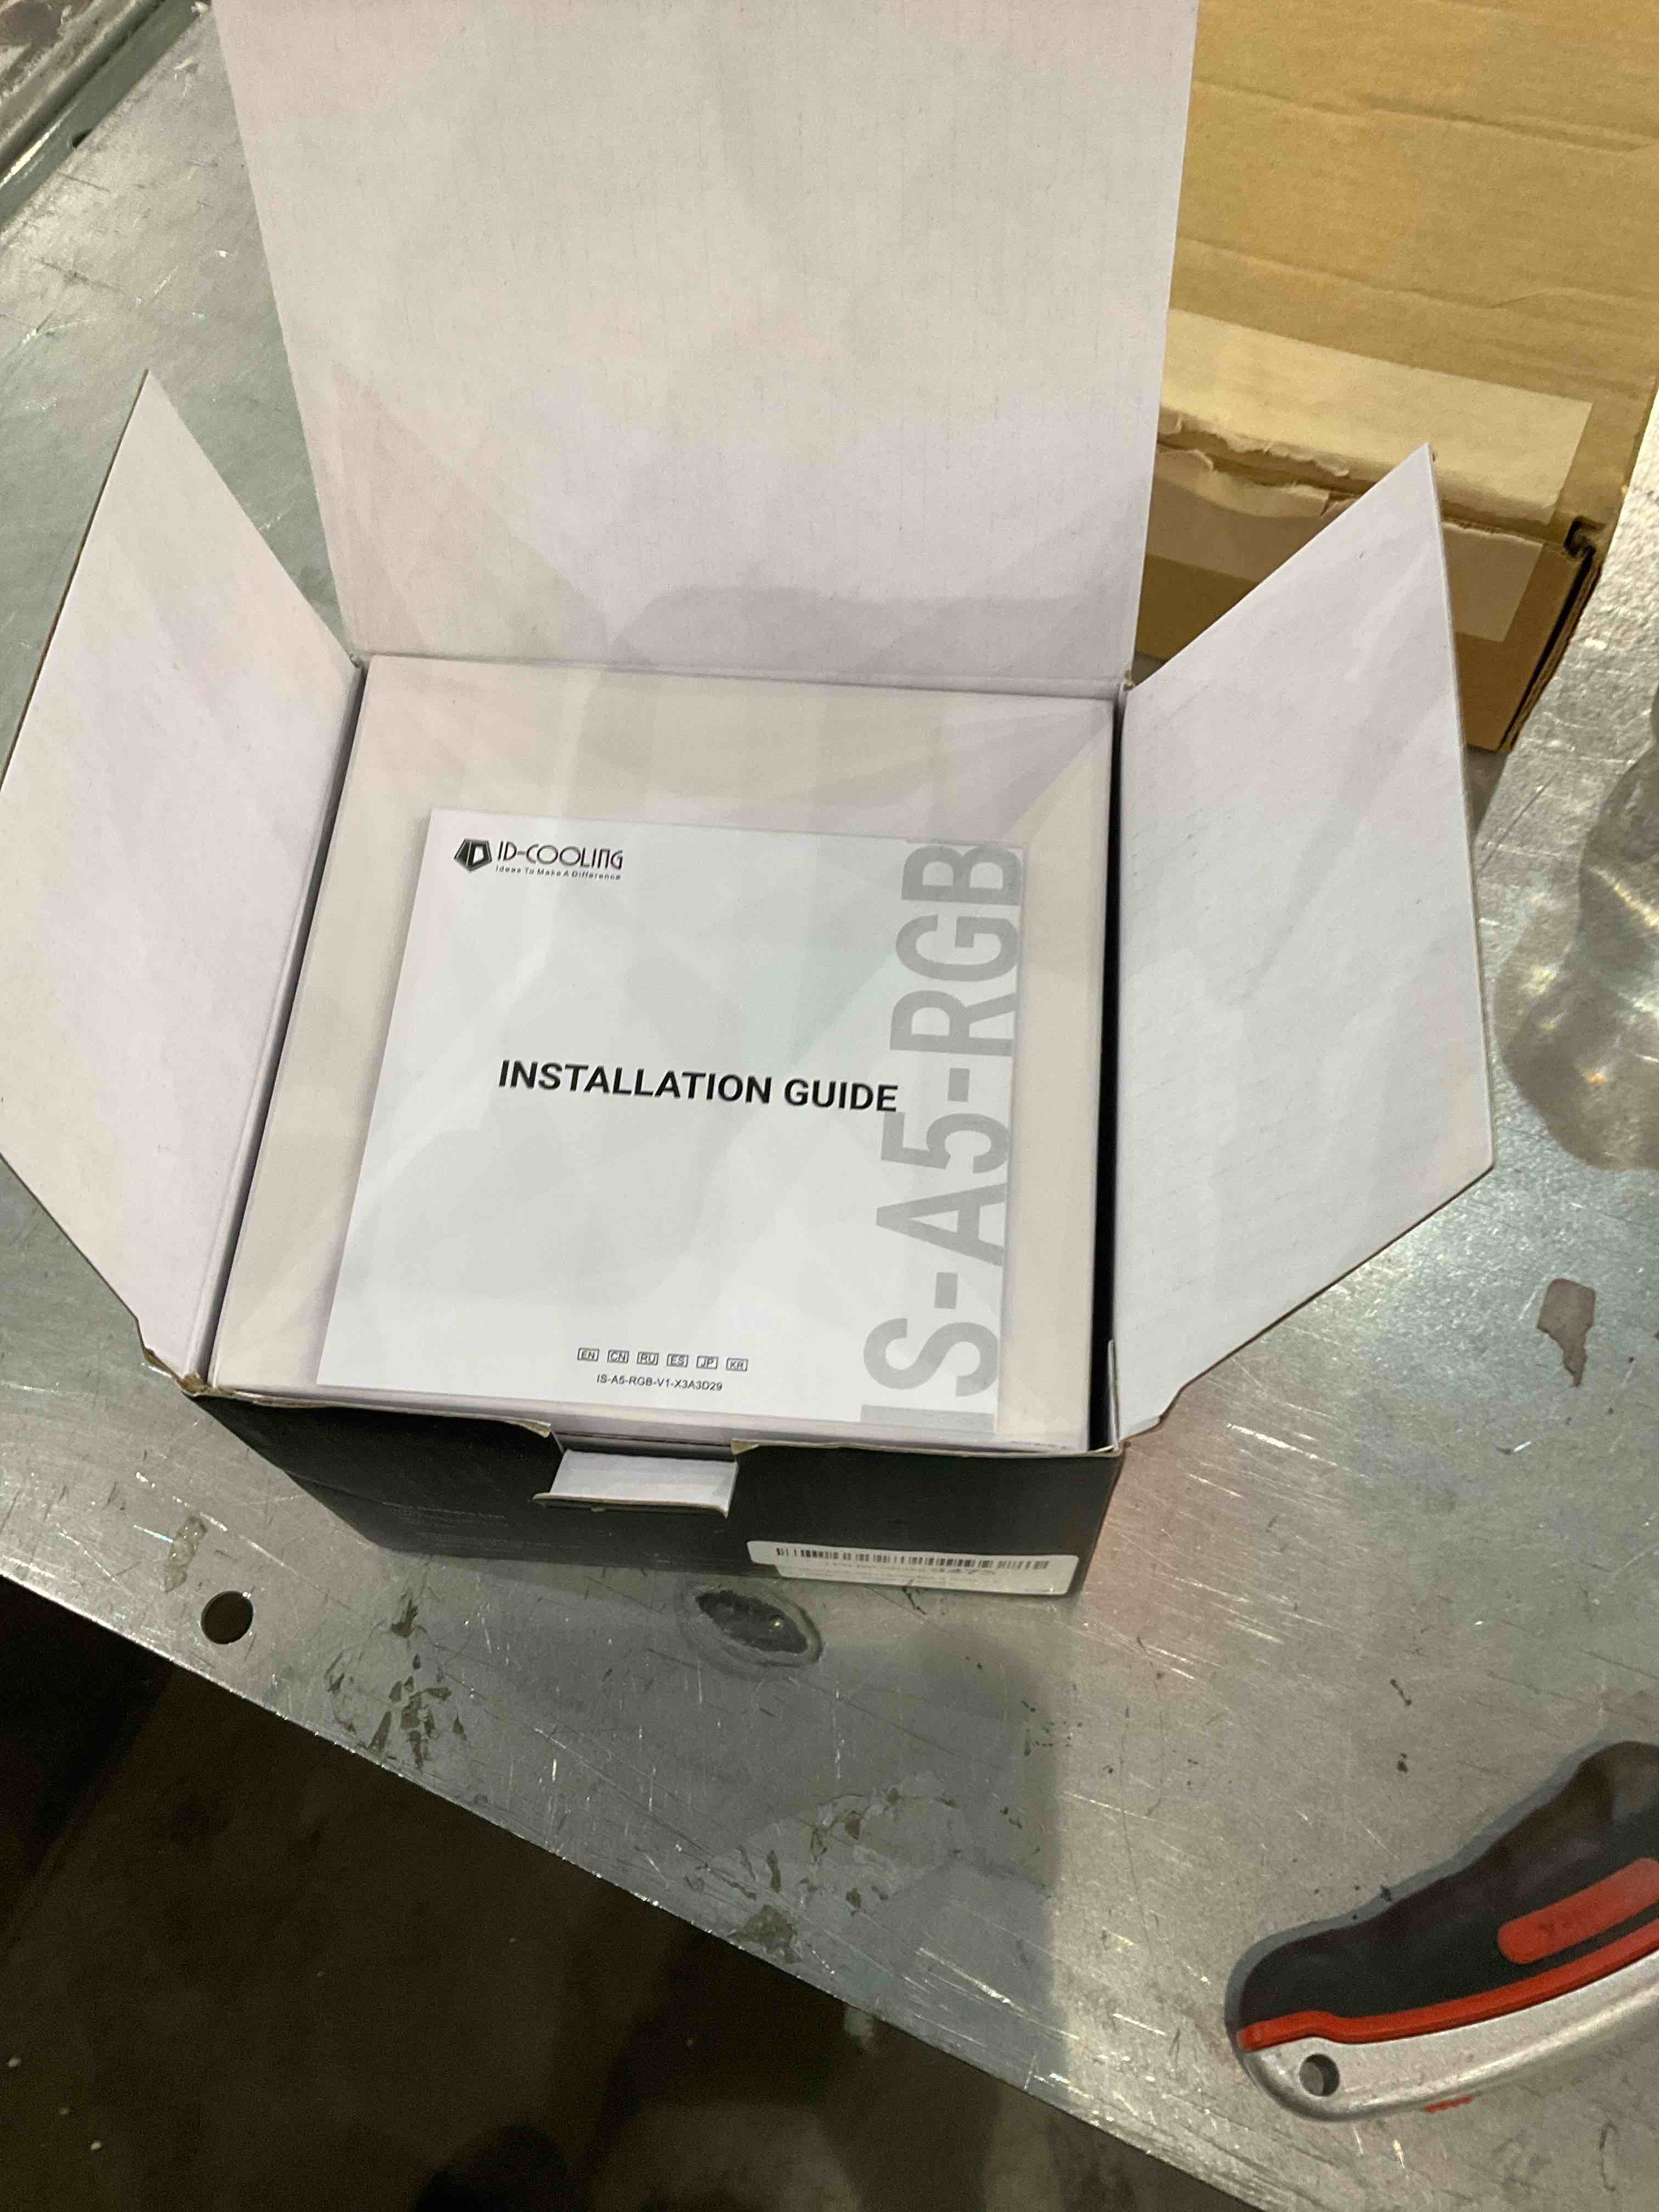 ID-COOLING
Ideas To Make A Difference
IS-A5-RGB
INSTALLATION GUIDE
EN CN RU ES JP KR
IS-A5-RGB-V1-X3A3D29